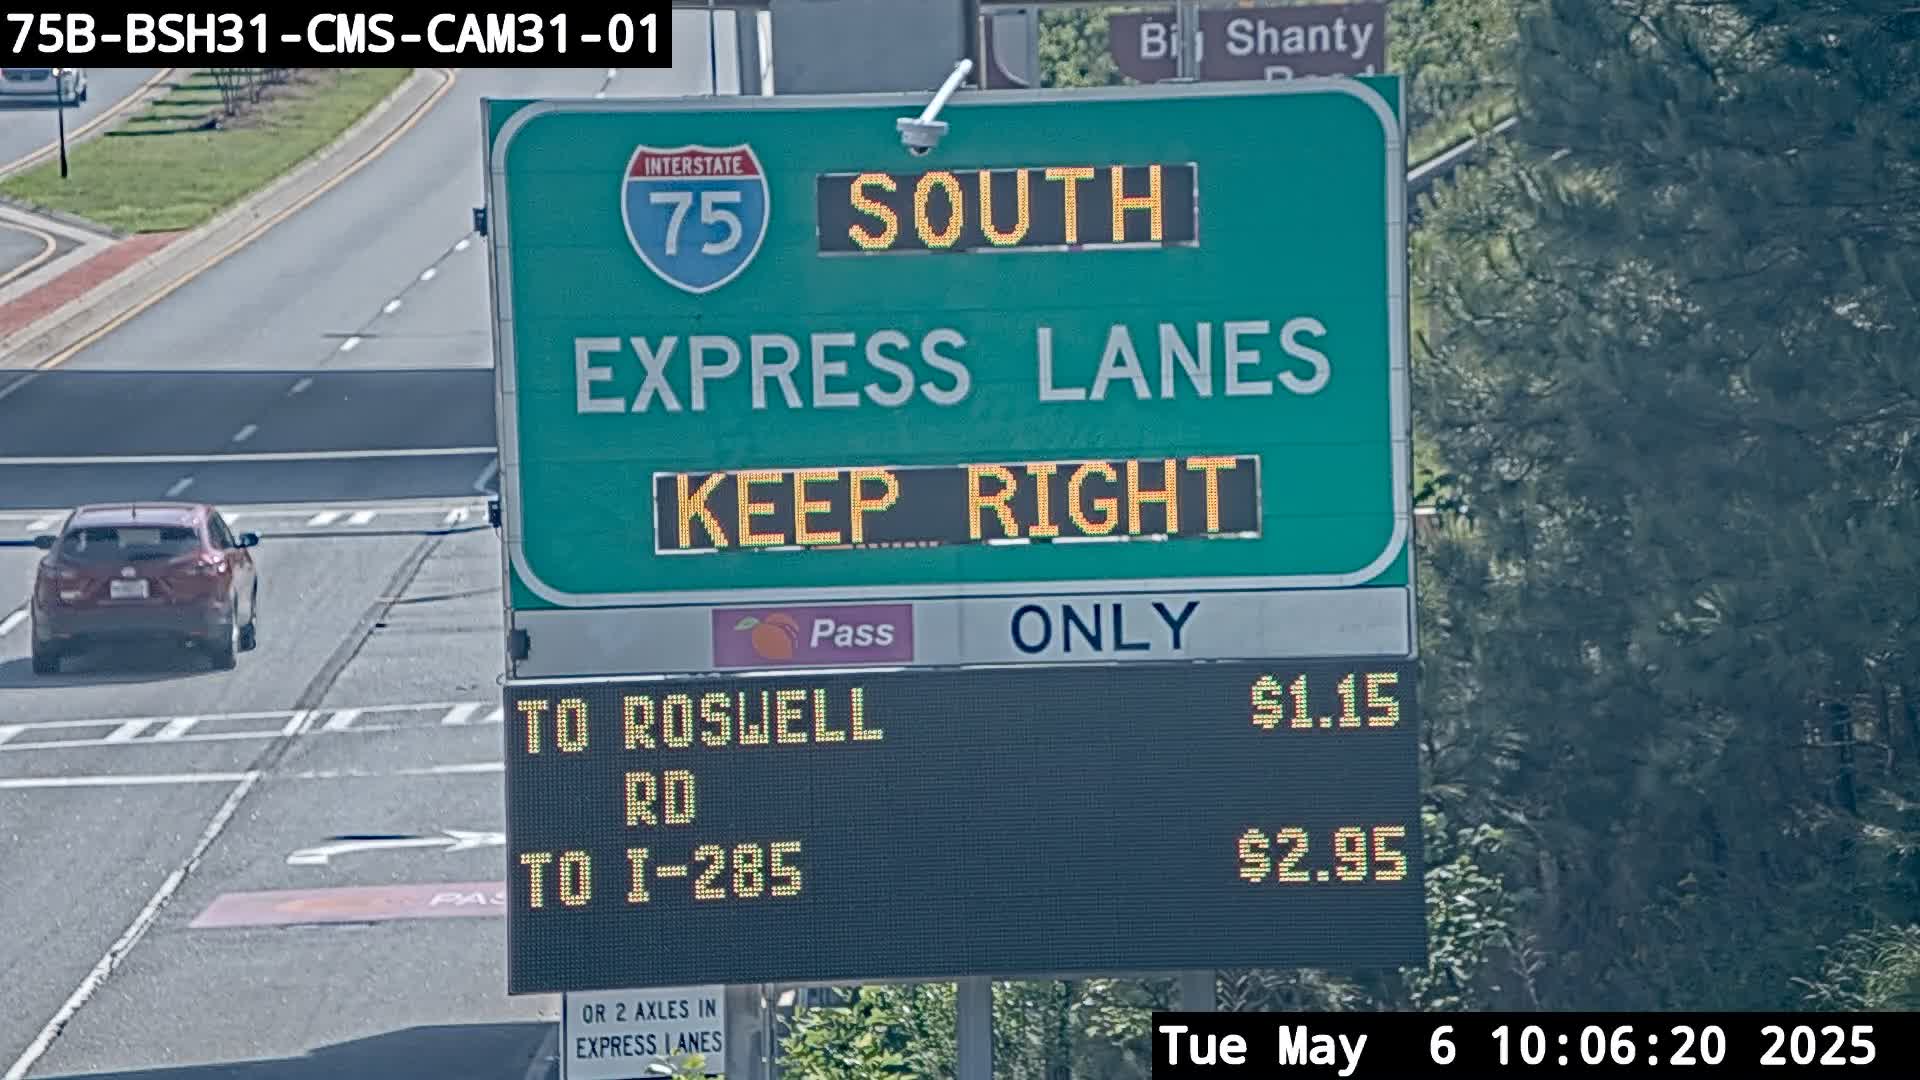 75B-BSH31-CMS-CAM31-01
Big Shanty
Road
INTERSTATE
75
SOUTH
EXPRESS LANES
KEEP RIGHT
Pass ONLY
TO ROSWELL $1.15
RD
TO I-285 $2.95
PAS
OR 2 AXLES IN
EXPRESS LANES
Tue May 6 10:06:20 2025